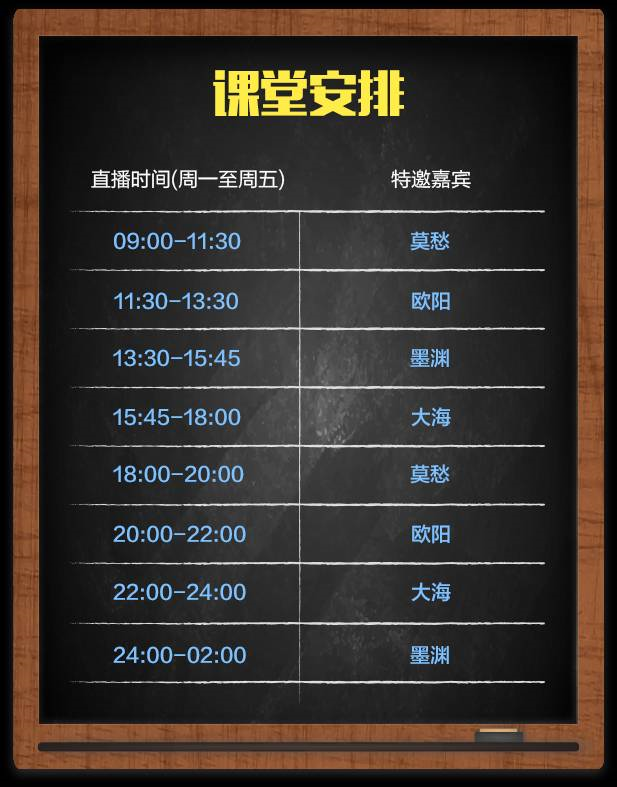 课堂安排
直播时间(周一至周五) 特邀嘉宾
09:00-11:30 莫愁
11:30-13:30 欧阳
13:30-15:45 墨渊
15:45-18:00 大海
18:00-20:00 莫愁
20:00-22:00 欧阳
22:00-24:00 大海
24:00-02:00 墨渊